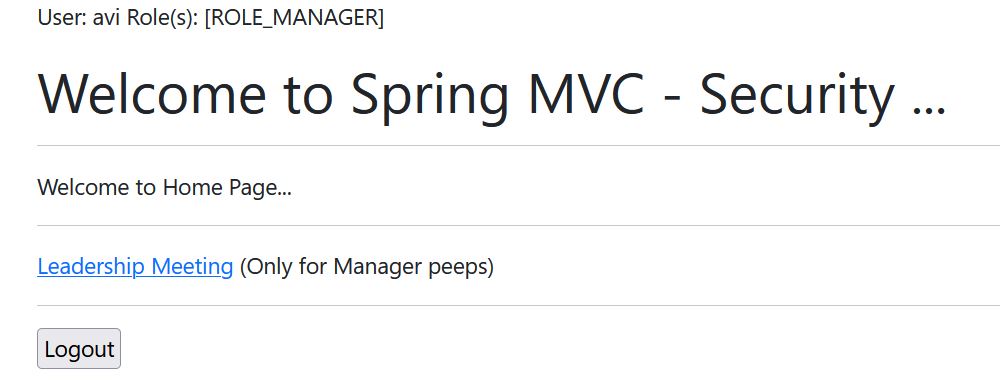 User: avi Role(s): [ROLE_MANAGER]
Welcome to Spring MVC - Security ...
Welcome to Home Page...
Leadership Meeting (Only for Manager peeps)
Logout